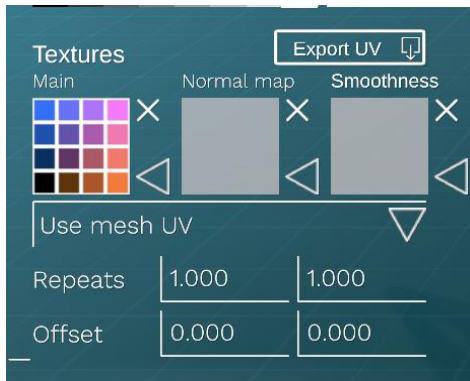 Textures
Export UV
Main
Normal map
Smoothness
Use mesh UV
Repeats 1.000 1.000
Offset 0.000 0.000